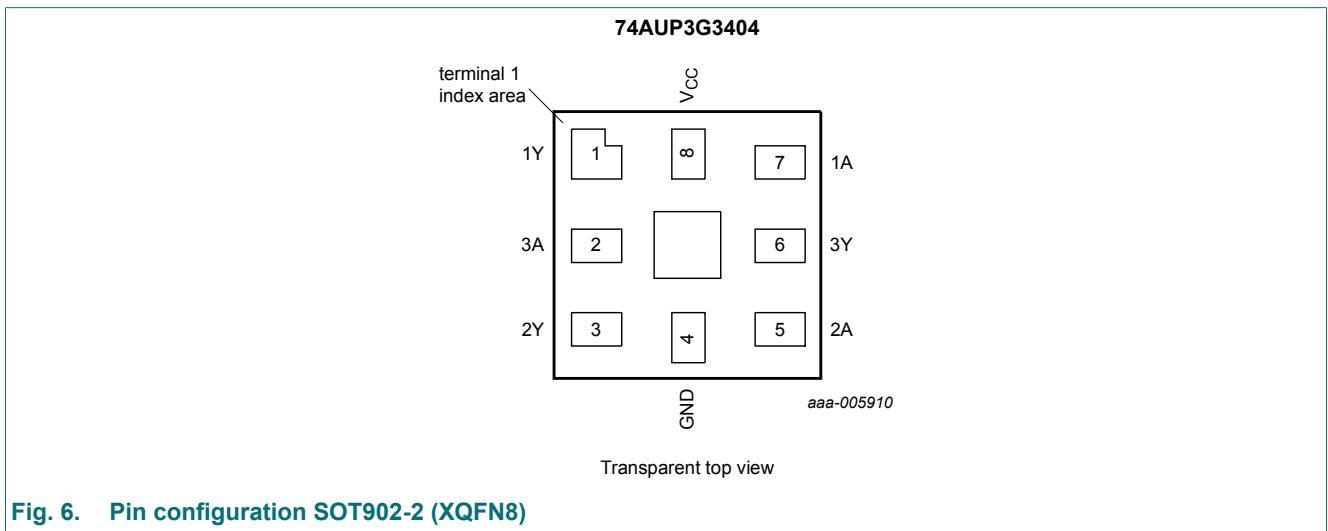 74AUP3G3404
terminal 1
index area
VCC
1Y 1 8 7 1A
3A 2 6 3Y
2Y 3 4 5 2A
GND
aaa-005910
Transparent top view
Fig. 6. Pin configuration SOT902-2 (XQFN8)